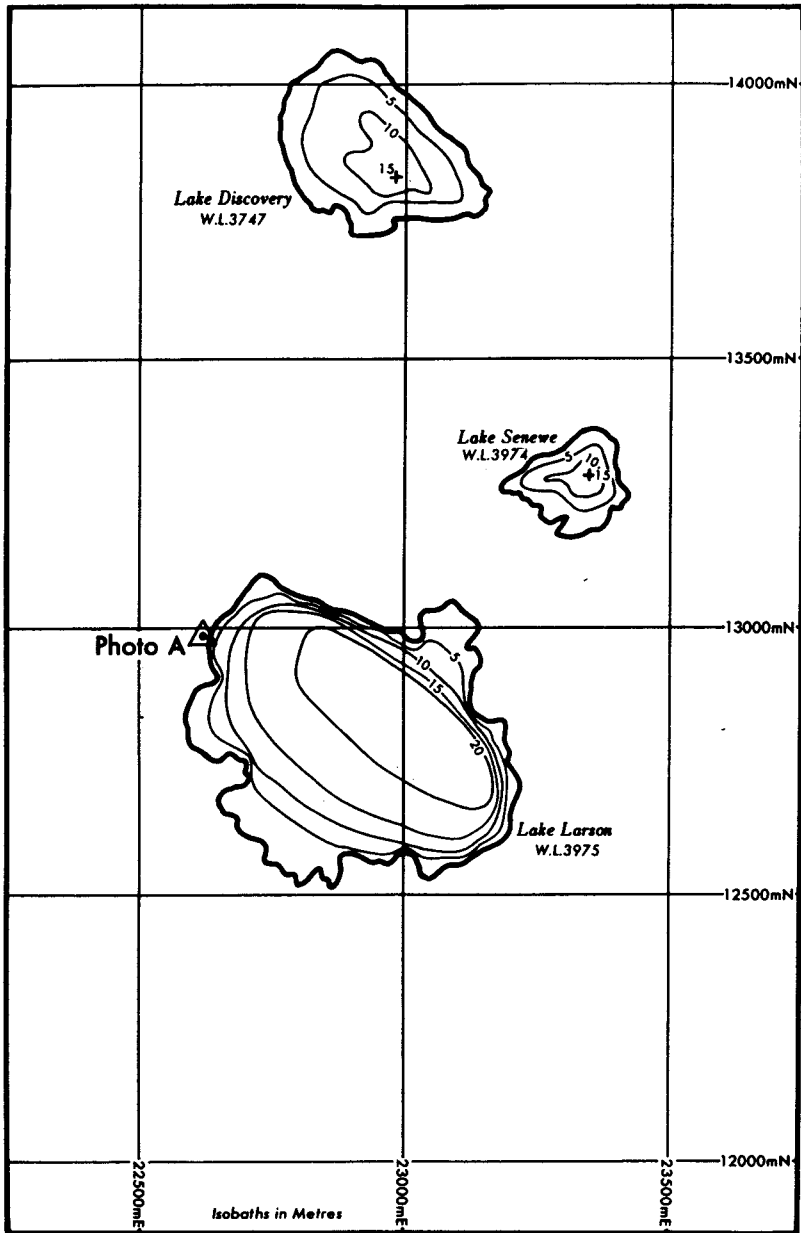 14000mN
5
10
15
Lake Discovery
W.L.3747
13500mN
Lake Senewe
W.L.3974
5
10
15
13000mN
Photo A
5
10
15
20
Lake Larson
W.L.3975
12500mN
12000mN
22500mE
23000mE
23500mE
Isobaths in Metres